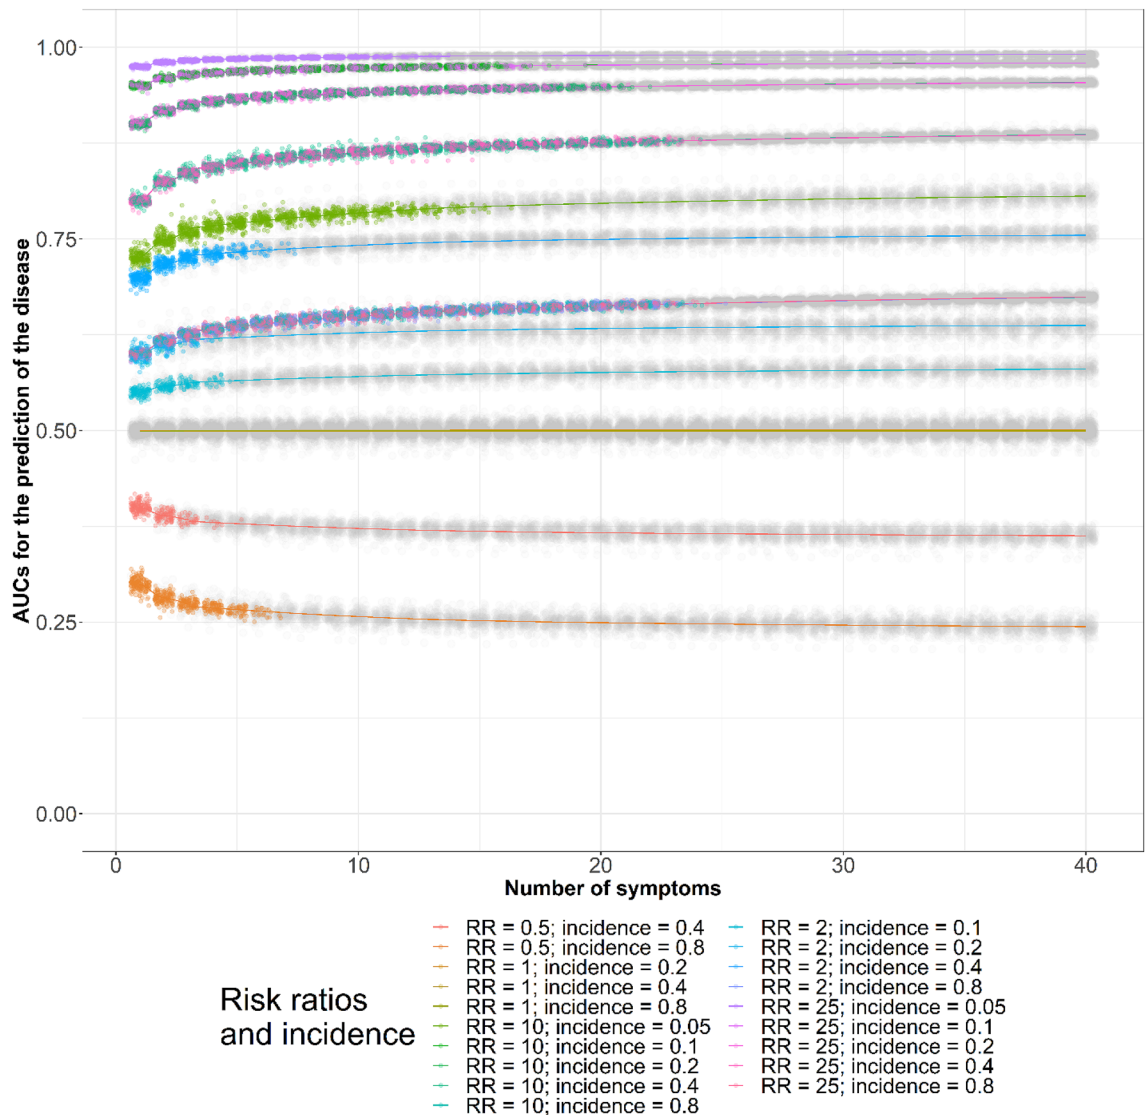 1.00
0.75
0.50
0.25
0.00
AUCs for the prediction of the disease
0
10
20
30
40
Number of symptoms
Risk ratios
and incidence
RR = 0.5; incidence = 0.4
RR = 0.5; incidence = 0.8
RR = 1; incidence = 0.2
RR = 1; incidence = 0.4
RR = 1; incidence = 0.8
RR = 10; incidence = 0.05
RR = 10; incidence = 0.1
RR = 10; incidence = 0.2
RR = 10; incidence = 0.4
RR = 10; incidence = 0.8
RR = 2; incidence = 0.1
RR = 2; incidence = 0.2
RR = 2; incidence = 0.4
RR = 2; incidence = 0.8
RR = 25; incidence = 0.05
RR = 25; incidence = 0.1
RR = 25; incidence = 0.2
RR = 25; incidence = 0.4
RR = 25; incidence = 0.8